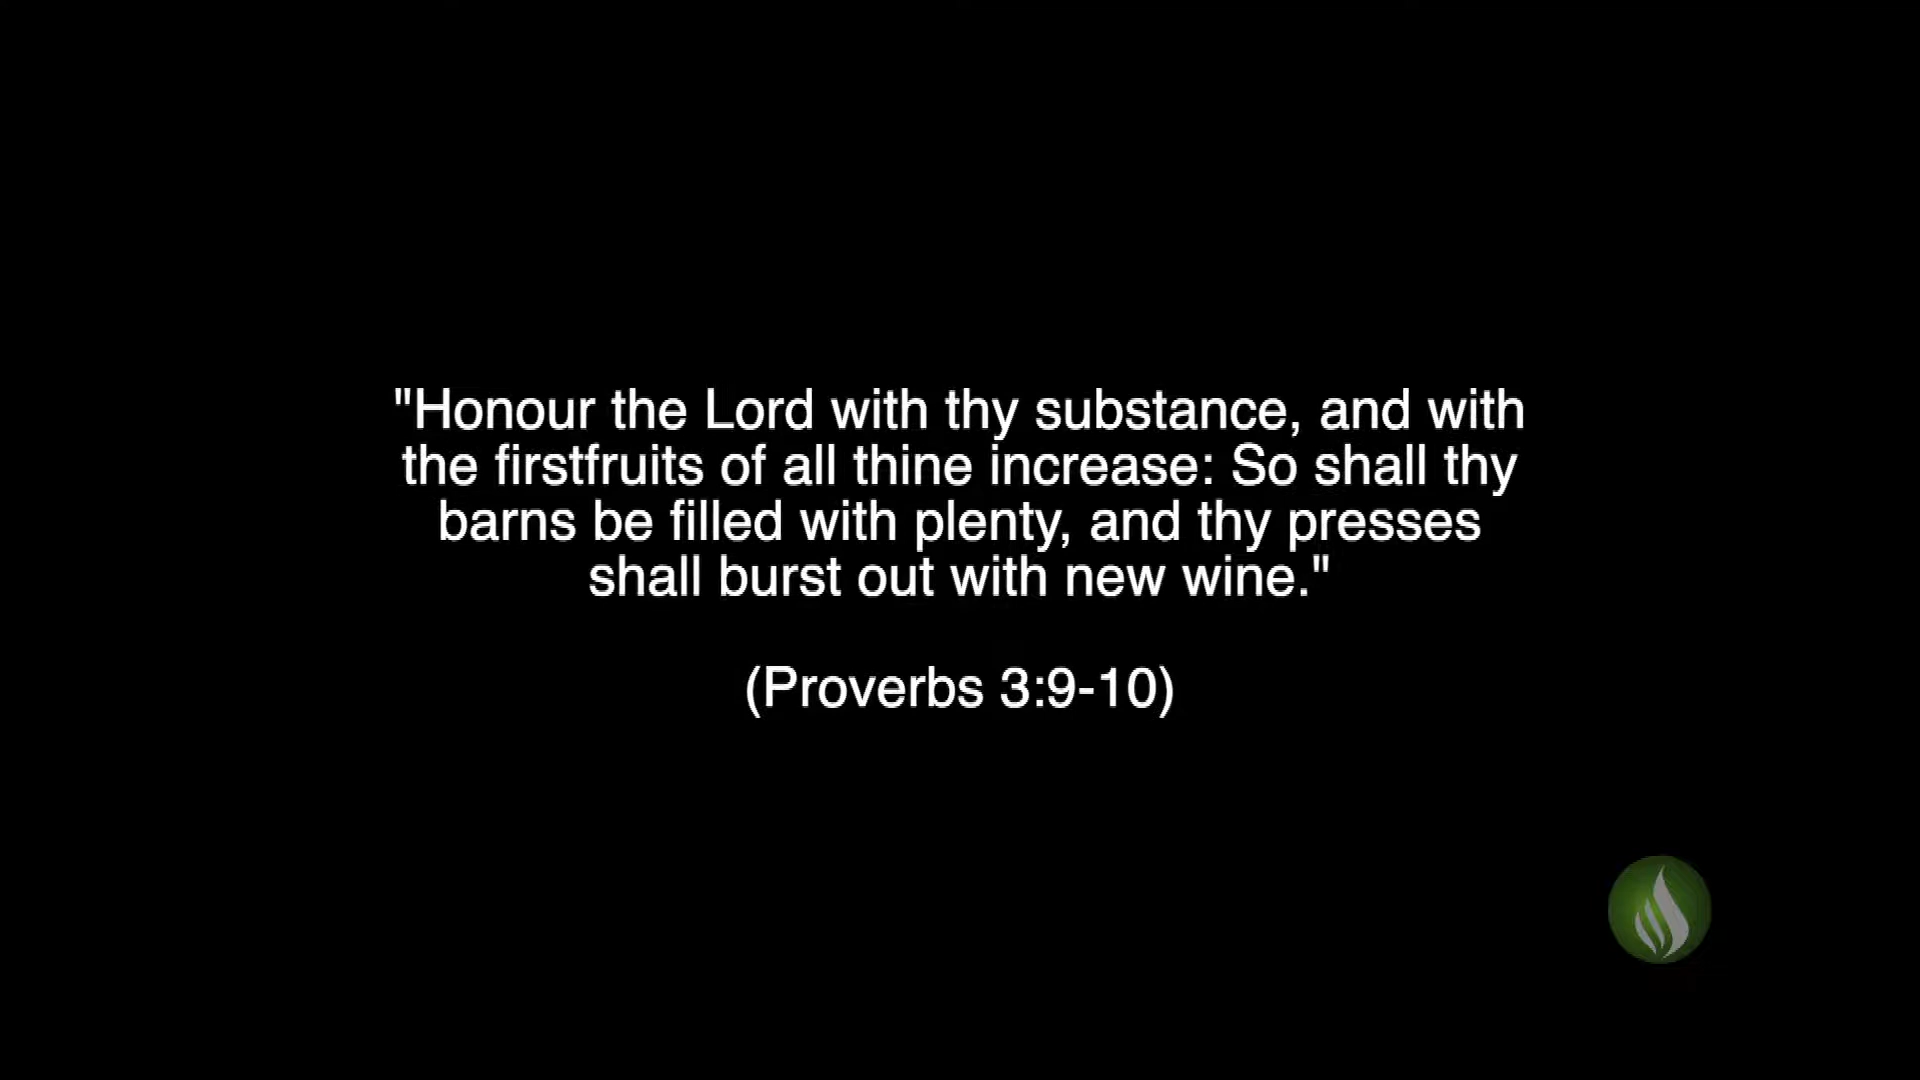 "Honour the Lord with thy substance, and with
the firstfruits of all thine increase: So shall thy
barns be filled with plenty, and thy presses
shall burst out with new wine."
(Proverbs 3:9-10)